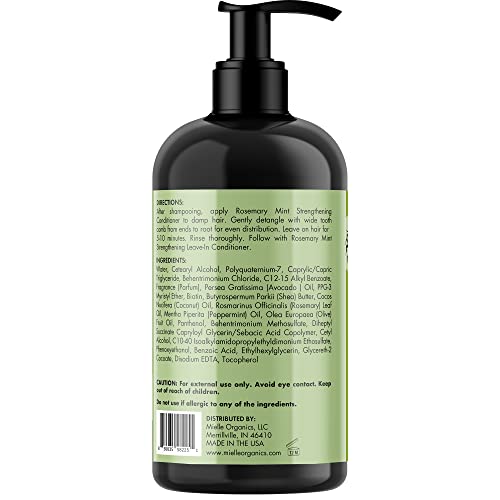 DIRECTIONS:
After shampooing, apply Rosemary Mint Strengthening
Conditioner to damp hair. Gently detangle with wide tooth
comb from ends to root for even distribution. Leave on hair for
5-10 minutes. Rinse thoroughly. Follow with Rosemary Mint
Strengthening Leave-In Conditioner.
INGREDIENTS:
Water, Cetearyl Alcohol, Polyquaternium-7, Caprylic/Capric
Triglyceride, Behentrimonium Chloride, C12-15 Alkyl Benzoate,
Fragrance (Parfum), Persea Gratissima (Avocado) Oil, PPG-3
Myristyl Ether, Biotin, Butyrospermum Parkii (Shea) Butter, Cocos
Nucifera (Coconut) Oil, Rosmarinus Officinalis (Rosemary) Leaf
Oil, Mentha Piperita (Peppermint) Oil, Olea Europaea (Olive)
Fruit Oil, Panthenol, Behentrimonium Methosulfate, Diheptyl
Succinate Capryloyl Glycerin/Sebacic Acid Copolymer, Cetyl
Alcohol, C10-40 Isoalkylamidopropylethyldimonium Ethosulfate,
Phenoxyethanol, Benzoic Acid, Ethylhexylglycerin, Glycereth-2
Cocoate, Disodium EDTA, Tocopherol
CAUTION: For external use only. Avoid eye contact. Keep
out of reach of children.
Do not use if allergic to any of the ingredients.
DISTRIBUTED BY:
Mielle Organics, LLC
Merrillville, IN 46410
MADE IN THE USA
www.mielleorganics.com
12 M